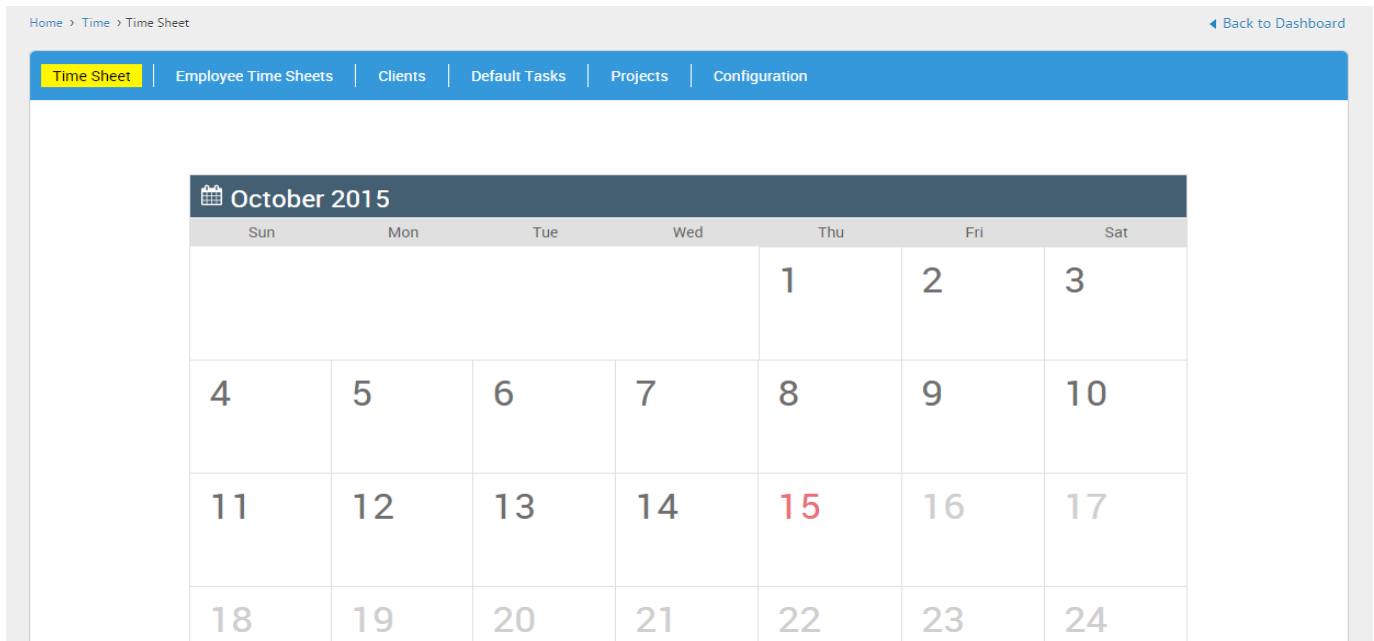 Home › Time › Time Sheet
Back to Dashboard
Time Sheet Employee Time Sheets Clients Default Tasks Projects Configuration
October 2015
Sun Mon Tue Wed Thu Fri Sat
1 2 3
4 5 6 7 8 9 10
11 12 13 14 15 16 17
18 19 20 21 22 23 24